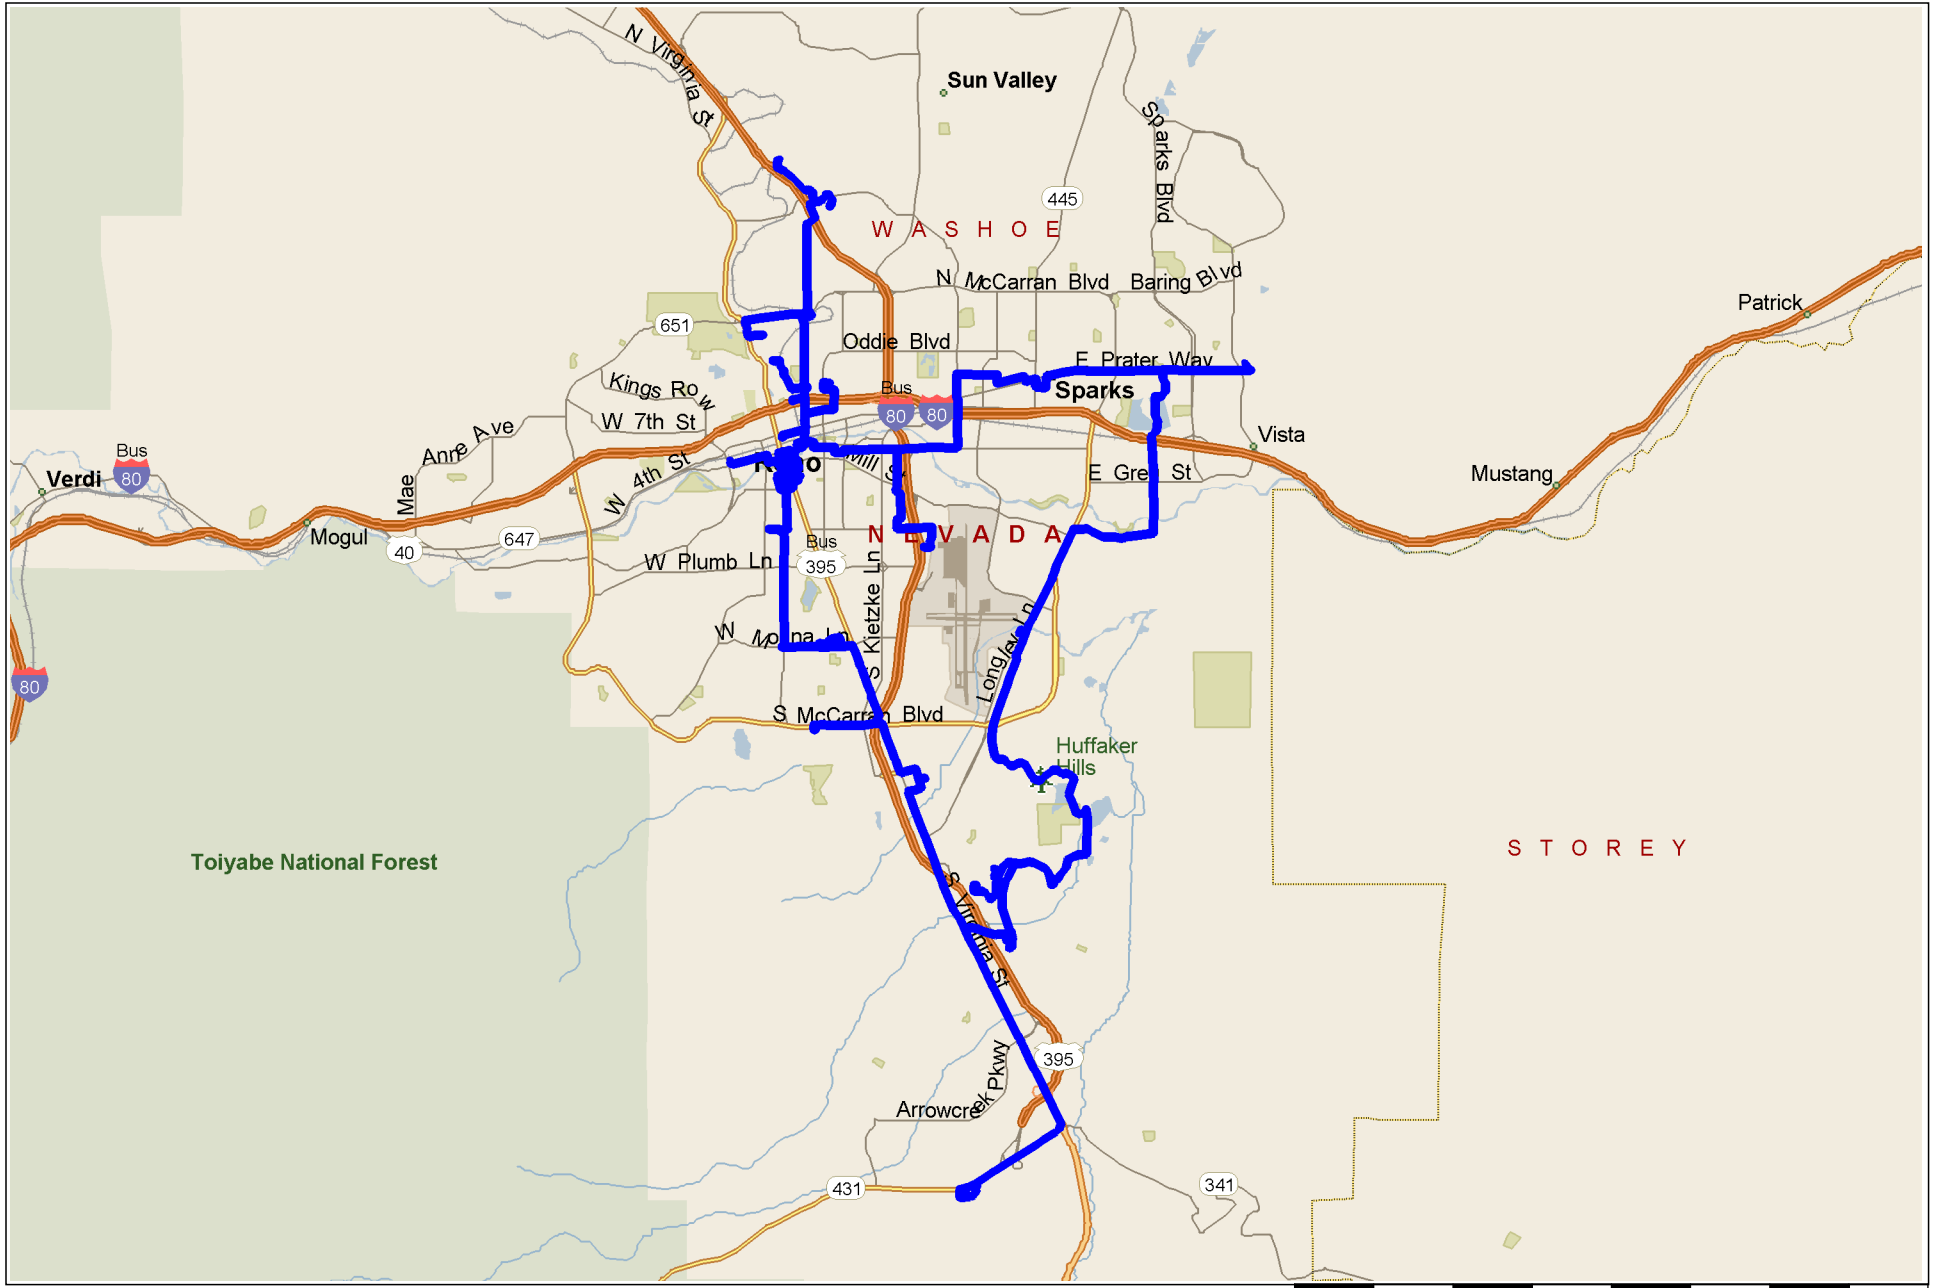 N Virginia St
Sun Valley
Sparks Blvd
445
W A S H O E
N McCarran Blvd
Baring Blvd
Patrick
651
Oddie Blvd
E Prater Way
Kings Row
Bus
Sparks
80
80
W 7th St
Mae Anne Ave
Vista
Bus
80
Verdi
Reno
Mill St
W 4th St
E Greg St
Mustang
Mogul
40
647
N E V A D A
Bus
395
W Plumb Ln
S Kietzke Ln
Longley Ln
W Moana Ln
80
S McCarran Blvd
Huffaker
Hills
Toiyabe National Forest
S T O R E Y
S Virginia St
395
Arrowcreek Pkwy
431
341